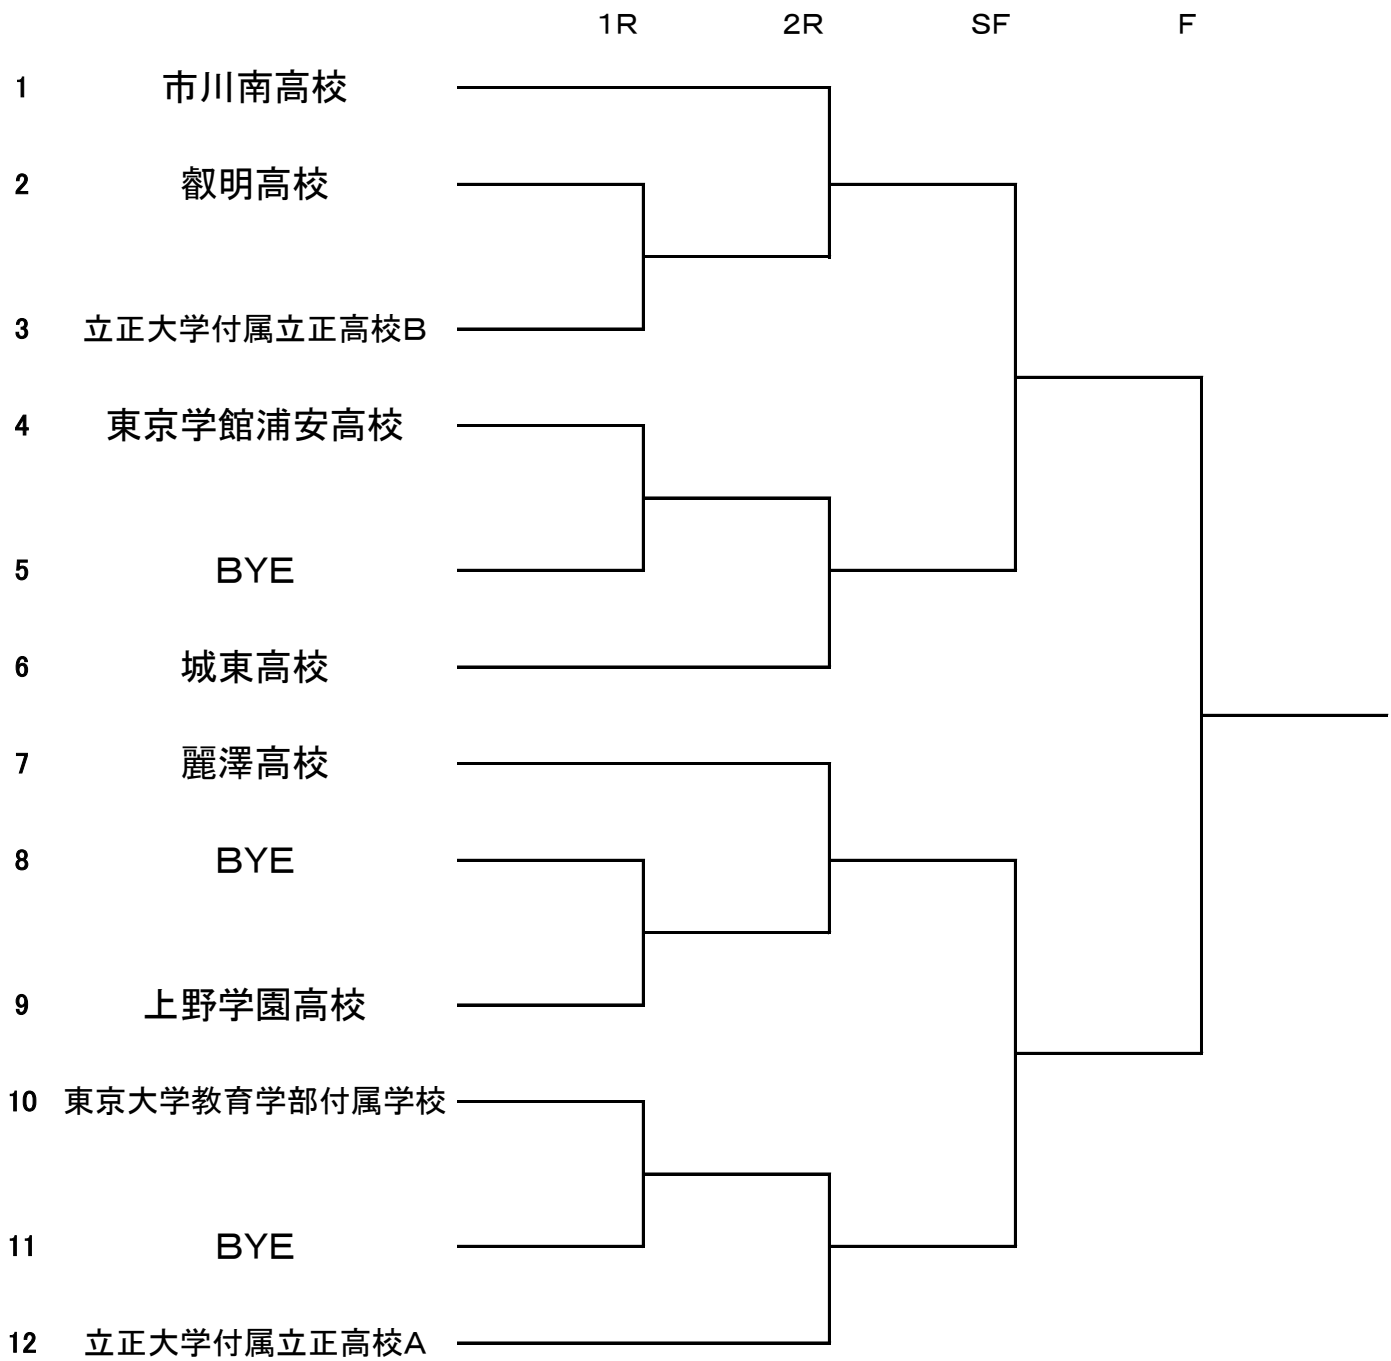 １R ２R SF F
1 市川南高校
2 叡明高校
3 立正大学付属立正高校B
4 東京学館浦安高校
5 BYE
6 城東高校
7 麗澤高校
8 BYE
9 上野学園高校
10 東京大学教育学部付属学校
11 BYE
12 立正大学付属立正高校A